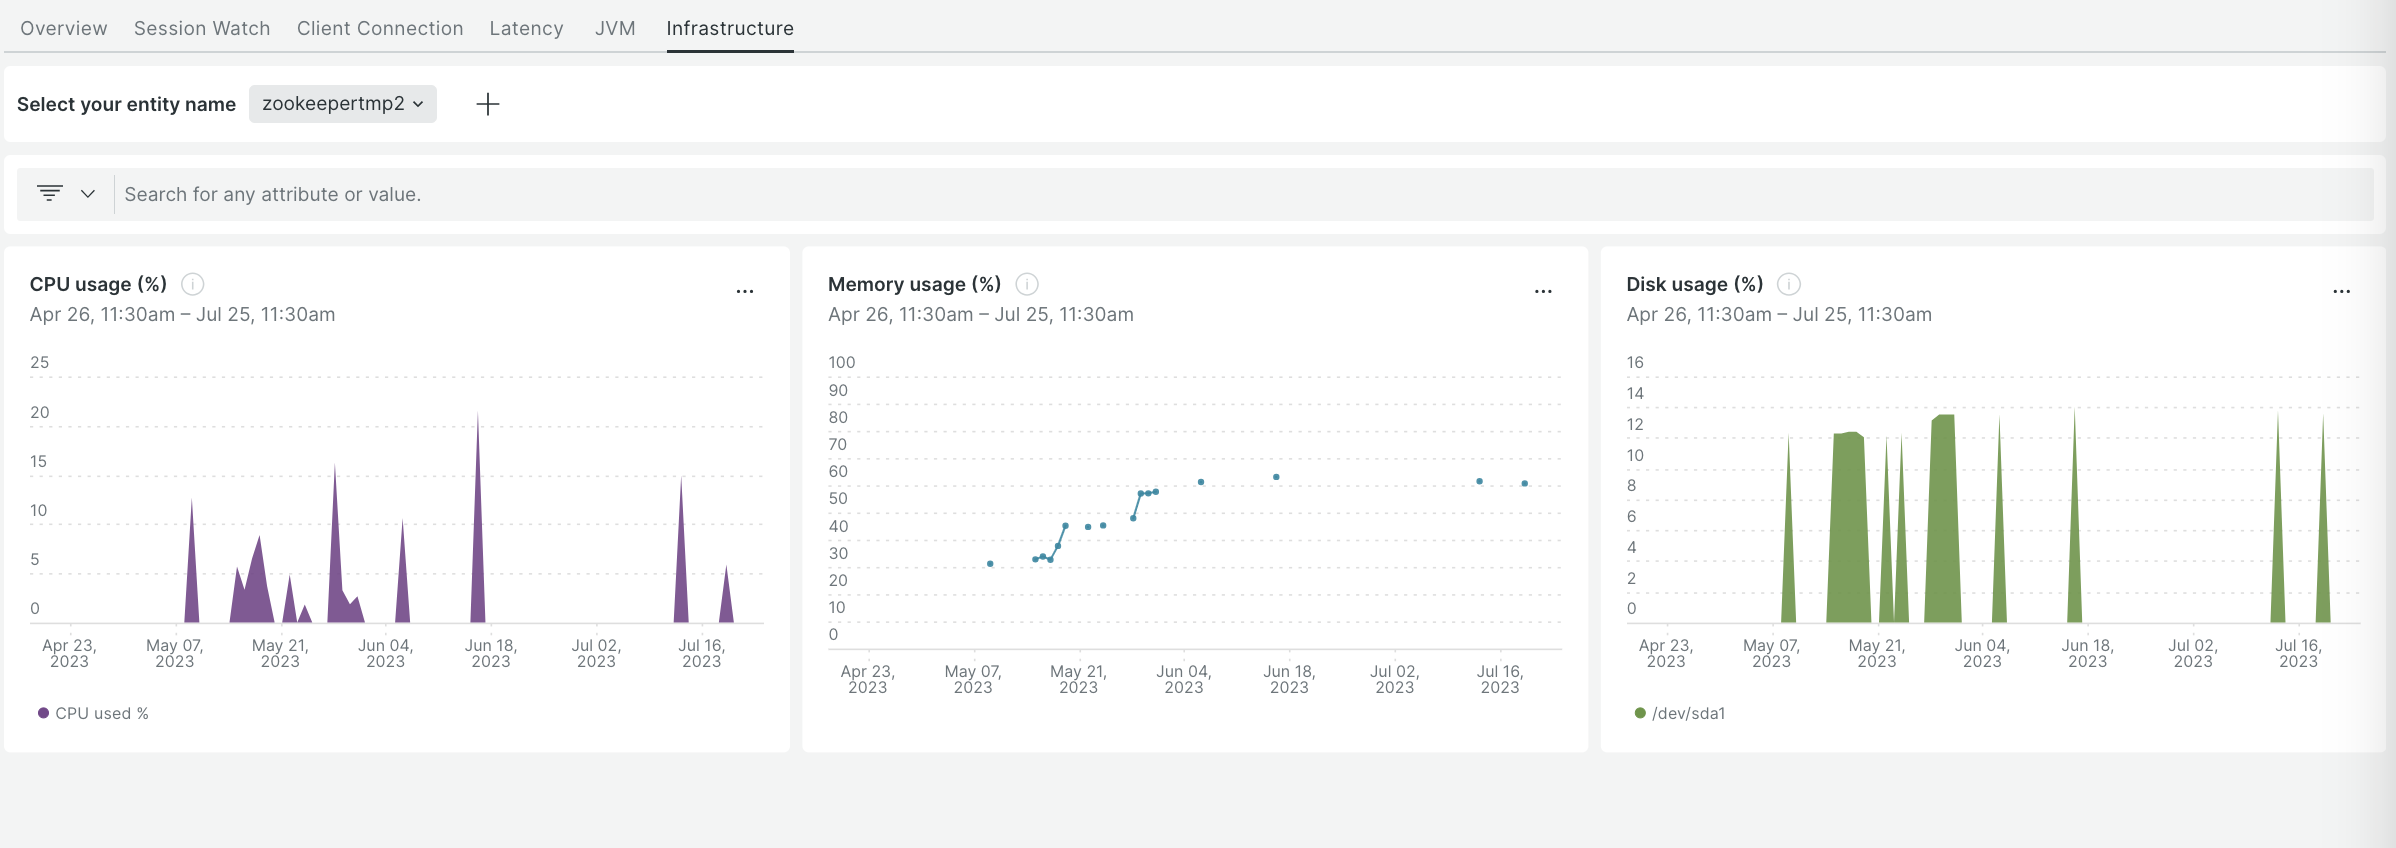 Overview Session Watch Client Connection Latency JVM Infrastructure
Select your entity name zookeepertmp2
Search for any attribute or value.
CPU usage (%)
Apr 26, 11:30am – Jul 25, 11:30am
25
20
15
10
5
0
Apr 23, May 07, May 21, Jun 04, Jun 18, Jul 02, Jul 16,
2023 2023 2023 2023 2023 2023 2023
CPU used %
Memory usage (%)
Apr 26, 11:30am – Jul 25, 11:30am
100
90
80
70
60
50
40
30
20
10
0
Apr 23, May 07, May 21, Jun 04, Jun 18, Jul 02, Jul 16,
2023 2023 2023 2023 2023 2023 2023
Disk usage (%)
Apr 26, 11:30am – Jul 25, 11:30am
16
14
12
10
8
6
4
2
0
Apr 23, May 07, May 21, Jun 04, Jun 18, Jul 02, Jul 16,
2023 2023 2023 2023 2023 2023 2023
/dev/sda1